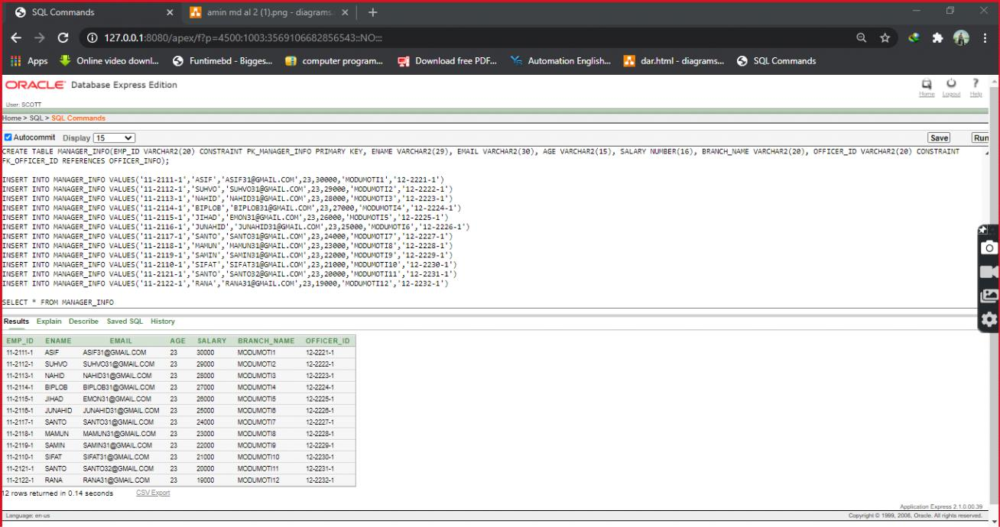 SQL Commands
amin md al 2 (1).png - diagrams.
127.0.0.1:8080/apex/f?p=4500:1003:3569106682856543::NO:::
Apps Online video downl... Funtimebd - Bigges... computer program... Download free PDF... Automation English... dar.html - diagrams... SQL Commands
ORACLE Database Express Edition
Home Logout Help
User: SCOTT
Home > SQL > SQL Commands
Autocommit Display 15 Save Run
CREATE TABLE MANAGER_INFO(EMP_ID VARCHAR2(20) CONSTRAINT PK_MANAGER_INFO PRIMARY KEY, ENAME VARCHAR2(29), EMAIL VARCHAR2(30), AGE VARCHAR2(15), SALARY NUMBER(16), BRANCH_NAME VARCHAR2(20), OFFICER_ID VARCHAR2(20) CONSTRAINT
FK_OFFICER_ID REFERENCES OFFICER_INFO);
INSERT INTO MANAGER_INFO VALUES('11-2111-1','ASIF','ASIF31@GMAIL.COM',23,30000,'MODUMOTI1','12-2221-1')
INSERT INTO MANAGER_INFO VALUES('11-2112-1','SUHVO','SUHVO31@GMAIL.COM',23,29000,'MODUMOTI2','12-2222-1')
INSERT INTO MANAGER_INFO VALUES('11-2113-1','NAHID','NAHID31@GMAIL.COM',23,28000,'MODUMOTI3','12-2223-1')
INSERT INTO MANAGER_INFO VALUES('11-2114-1','BIPLOB','BIPLOB31@GMAIL.COM',23,27000,'MODUMOTI4','12-2224-1')
INSERT INTO MANAGER_INFO VALUES('11-2115-1','JIHAD','EMON31@GMAIL.COM',23,26000,'MODUMOTI5','12-2225-1')
INSERT INTO MANAGER_INFO VALUES('11-2116-1','JUNAHID','JUNAHID31@GMAIL.COM',23,25000,'MODUMOTI6','12-2226-1')
INSERT INTO MANAGER_INFO VALUES('11-2117-1','SANTO','SANTO31@GMAIL.COM',23,24000,'MODUMOTI7','12-2227-1')
INSERT INTO MANAGER_INFO VALUES('11-2118-1','MAMUN','MAMUN31@GMAIL.COM',23,23000,'MODUMOTI8','12-2228-1')
INSERT INTO MANAGER_INFO VALUES('11-2119-1','SAMIN','SAMIN31@GMAIL.COM',23,22000,'MODUMOTI9','12-2229-1')
INSERT INTO MANAGER_INFO VALUES('11-2110-1','SIFAT','SIFAT31@GMAIL.COM',23,21000,'MODUMOTI10','12-2230-1')
INSERT INTO MANAGER_INFO VALUES('11-2121-1','SANTO','SANTO32@GMAIL.COM',23,20000,'MODUMOTI11','12-2231-1')
INSERT INTO MANAGER_INFO VALUES('11-2122-1','RANA','RANA31@GMAIL.COM',23,19000,'MODUMOTI12','12-2232-1')
SELECT * FROM MANAGER_INFO
Results Explain Describe Saved SQL History
EMP_ID ENAME EMAIL AGE SALARY BRANCH_NAME OFFICER_ID
11-2111-1 ASIF ASIF31@GMAIL.COM 23 30000 MODUMOTI1 12-2221-1
11-2112-1 SUHVO SUHVO31@GMAIL.COM 23 29000 MODUMOTI2 12-2222-1
11-2113-1 NAHID NAHID31@GMAIL.COM 23 28000 MODUMOTI3 12-2223-1
11-2114-1 BIPLOB BIPLOB31@GMAIL.COM 23 27000 MODUMOTI4 12-2224-1
11-2115-1 JIHAD EMON31@GMAIL.COM 23 26000 MODUMOTI5 12-2225-1
11-2116-1 JUNAHID JUNAHID31@GMAIL.COM 23 25000 MODUMOTI6 12-2226-1
11-2117-1 SANTO SANTO31@GMAIL.COM 23 24000 MODUMOTI7 12-2227-1
11-2118-1 MAMUN MAMUN31@GMAIL.COM 23 23000 MODUMOTI8 12-2228-1
11-2119-1 SAMIN SAMIN31@GMAIL.COM 23 22000 MODUMOTI9 12-2229-1
11-2110-1 SIFAT SIFAT31@GMAIL.COM 23 21000 MODUMOTI10 12-2230-1
11-2121-1 SANTO SANTO32@GMAIL.COM 23 20000 MODUMOTI11 12-2231-1
11-2122-1 RANA RANA31@GMAIL.COM 23 19000 MODUMOTI12 12-2232-1
12 rows returned in 0.14 seconds CSV Export
Application Express 2.1.0.00.39
Language: en-us Copyright © 1999, 2006, Oracle. All rights reserved.